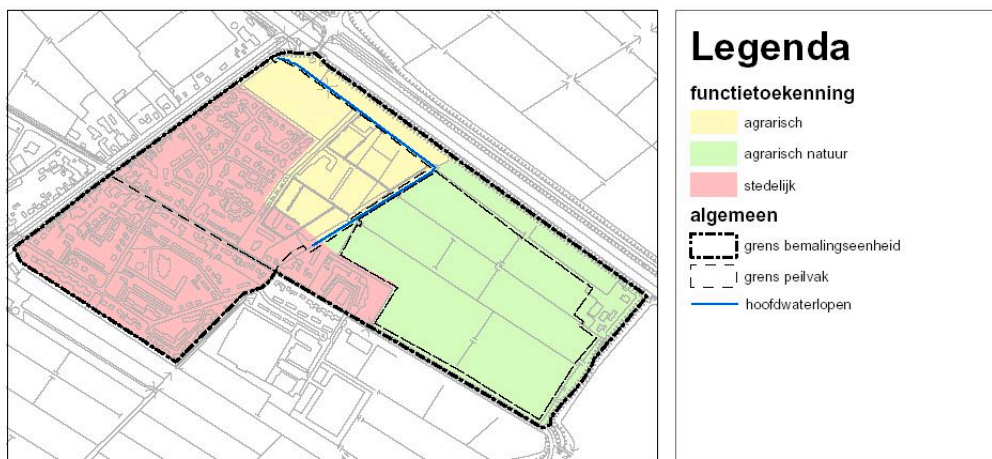 Legenda
functietoekenning
agrarisch
agrarisch natuur
stedelijk
algemeen
grens bemalingseenheid
grens peilvak
hoofdwaterlopen